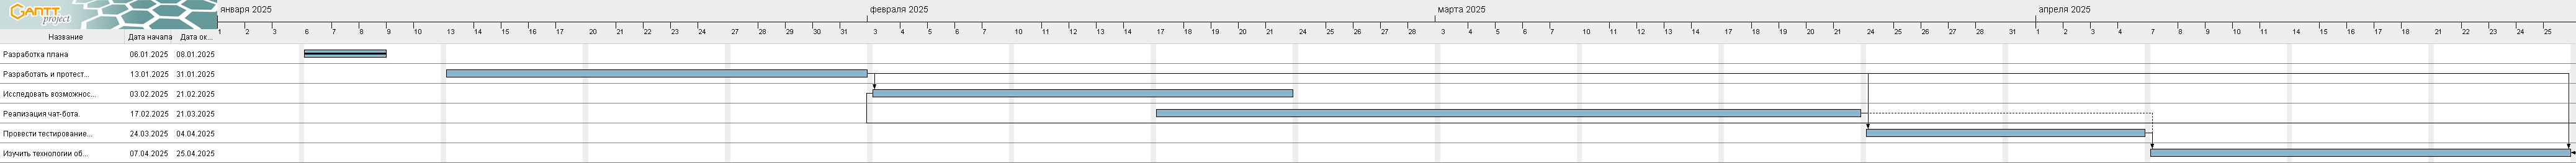 GANTT
project
января 2025 февраля 2025 марта 2025 апреля 2025
Название Дата начала Дата ок...
1 2 3 6 7 8 9 10 13 14 15 16 17 20 21 22 23 24 27 28 29 30 31 3 4 5 6 7 10 11 12 13 14 17 18 19 20 21 24 25 26 27 28 3 4 5 6 7 10 11 12 13 14 17 18 19 20 21 24 25 26 27 28 31 1 2 3 4 7 8 9 10 11 14 15 16 17 18 21 22 23 24 25
Разработка плана 06.01.2025 08.01.2025
Разработать и протест... 13.01.2025 31.01.2025
Исследовать возможнос... 03.02.2025 21.02.2025
Реализация чат-бота. 17.02.2025 21.03.2025
Провести тестирование... 24.03.2025 04.04.2025
Изучить технологии об... 07.04.2025 25.04.2025